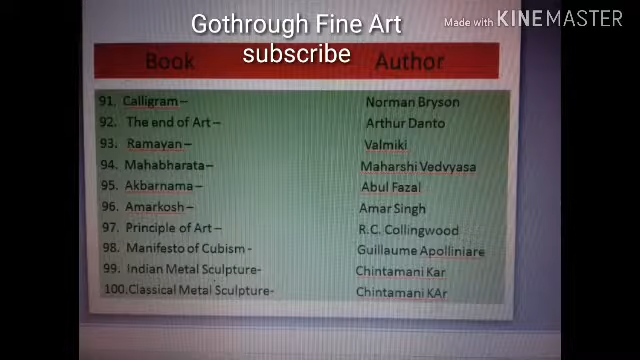 Gothrough Fine Art
subscribe
Made with KINEMASTER
Book Author
91. Calligram– Norman Bryson
92. The end of Art– Arthur Danto
93. Ramayan– Valmiki
94. Mahabharata– Maharshi Vedvyasa
95. Akbarnama– Abul Fazal
96. Amarkosh– Amar Singh
97. Principle of Art– R.C. Collingwood
98. Manifesto of Cubism- Guillaume Apolliniare
99. Indian Metal Sculpture- Chintamani Kar
100.Classical Metal Sculpture- Chintamani KAr